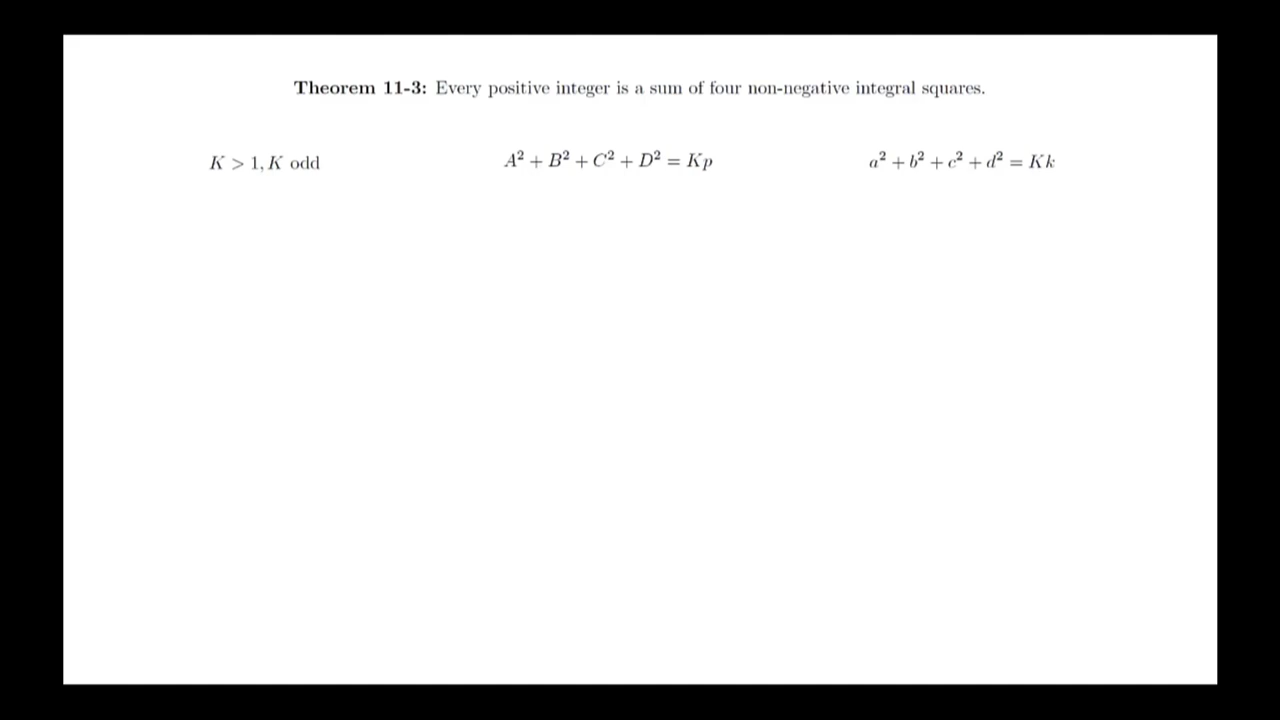 Theorem 11-3: Every positive integer is a sum of four non-negative integral squares.
K > 1, K odd A² + B² + C² + D² = Kp a² + b² + c² + d² = Kk